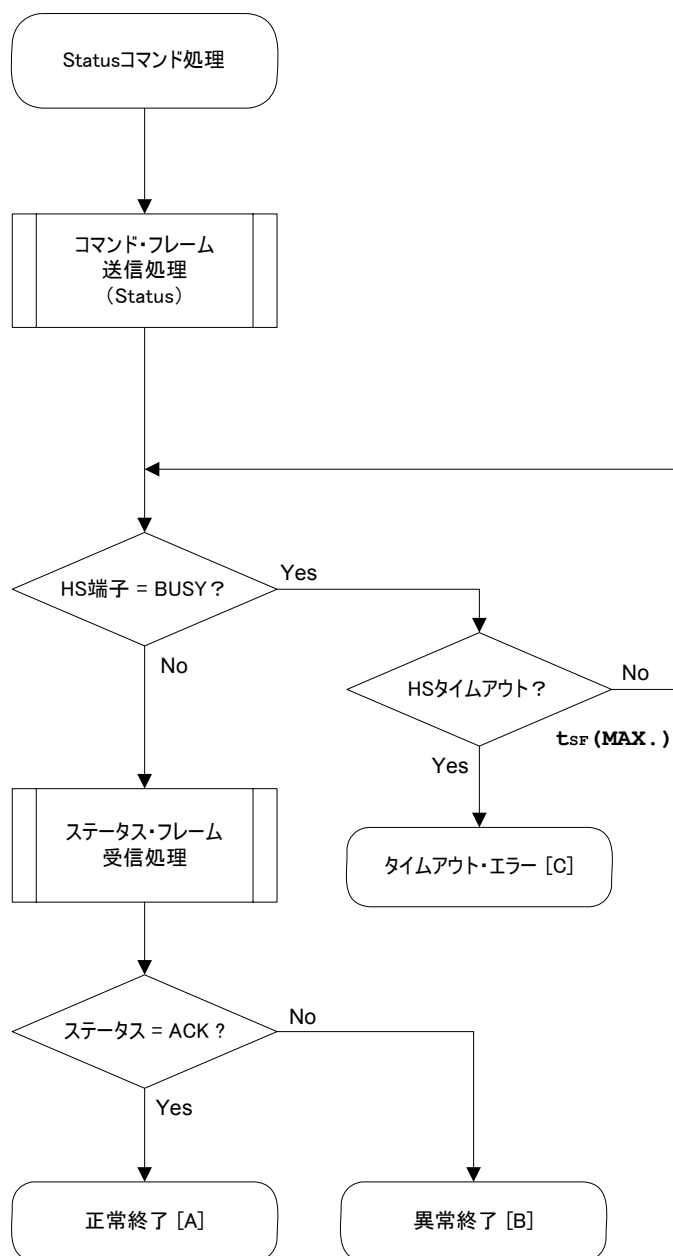 Statusコマンド処理
コマンド・フレーム
送信処理
（Status）
HS端子 = BUSY？
Yes
No
HSタイムアウト？
No
tSF(MAX.)
Yes
ステータス・フレーム
受信処理
タイムアウト・エラー [C]
ステータス = ACK ?
No
Yes
正常終了 [A]
異常終了 [B]